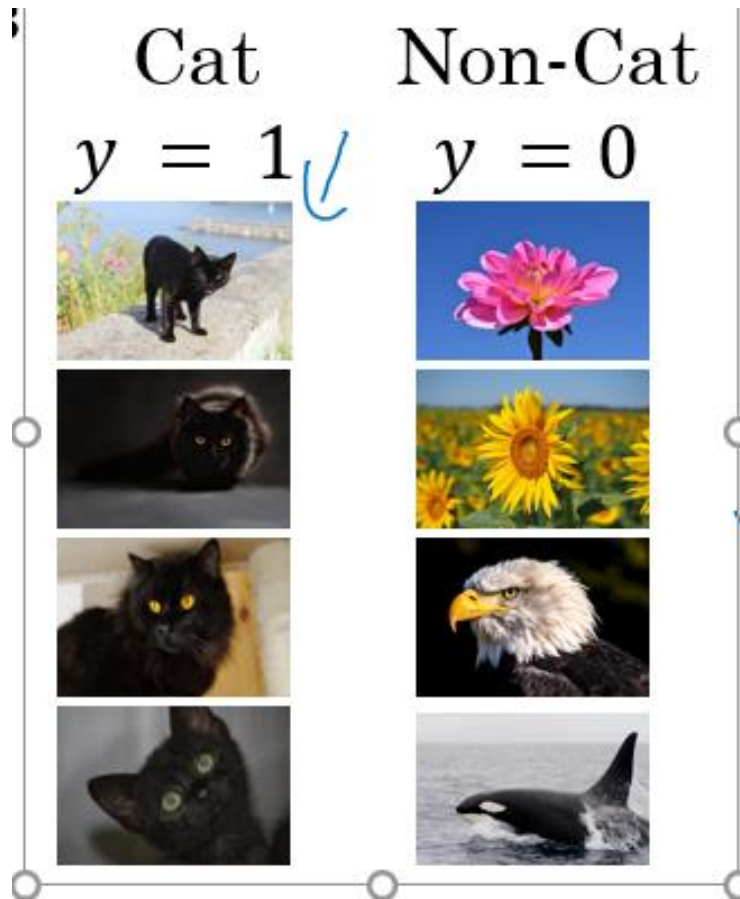 Cat Non-Cat
y = 1 y = 0